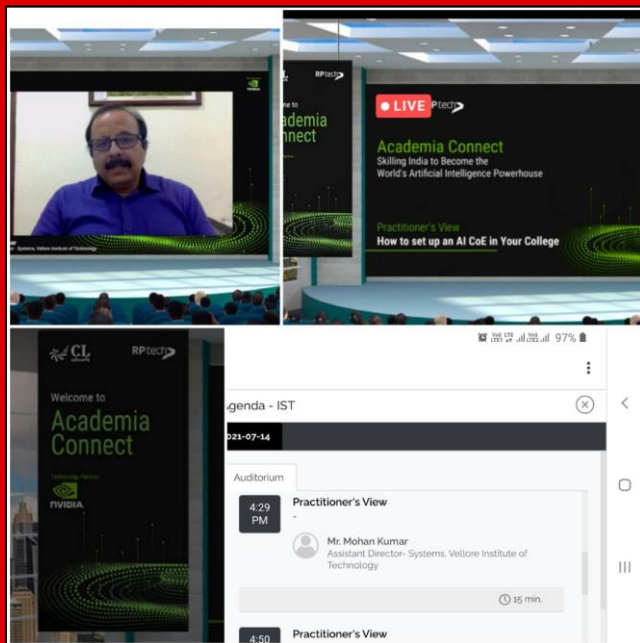 NVIDIA
- Systems, Vellore Institute of Technology
RPtech
me to
ademia
nnect
LIVE Ptech
Academia Connect
Skilling India to Become the
World's Artificial Intelligence Powerhouse
Practitioner's View
How to set up an AI CoE in Your College
CL
RPtech
Welcome to
Academia
Connect
NVIDIA
97%
genda - IST
021-07-14
Auditorium
4:29
PM
Practitioner's View
-
Mr. Mohan Kumar
Assistant Director- Systems, Vellore Institute of
Technology
15 min.
4:50
Practitioner's View